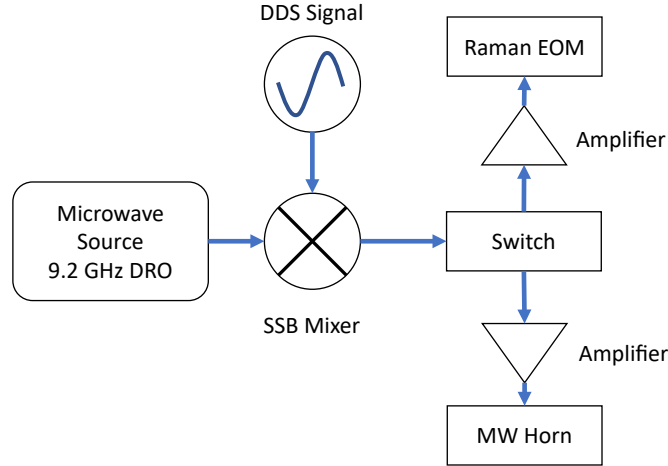 DDS Signal
Raman EOM
Amplifier
Microwave
Source
9.2 GHz DRO
Switch
SSB Mixer
Amplifier
MW Horn